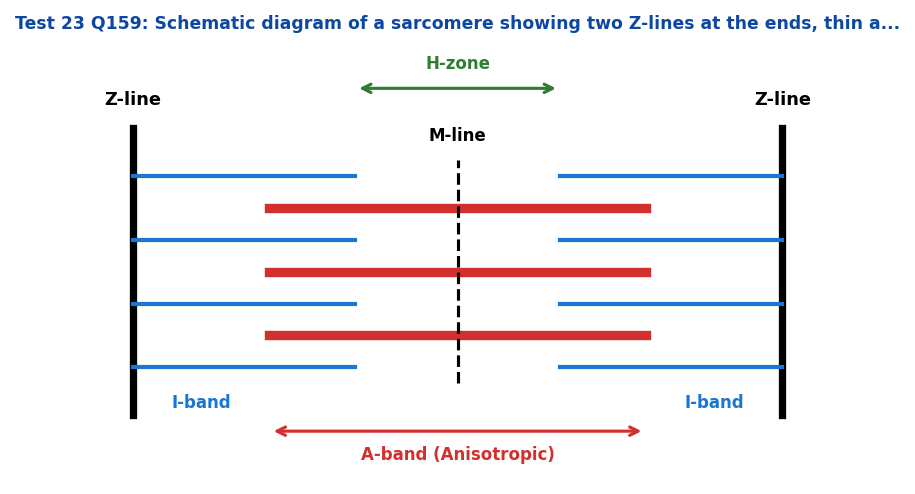 Test 23 Q159: Schematic diagram of a sarcomere showing two Z-lines at the ends, thin a...
H-zone
Z-line
Z-line
M-line
I-band
I-band
A-band (Anisotropic)